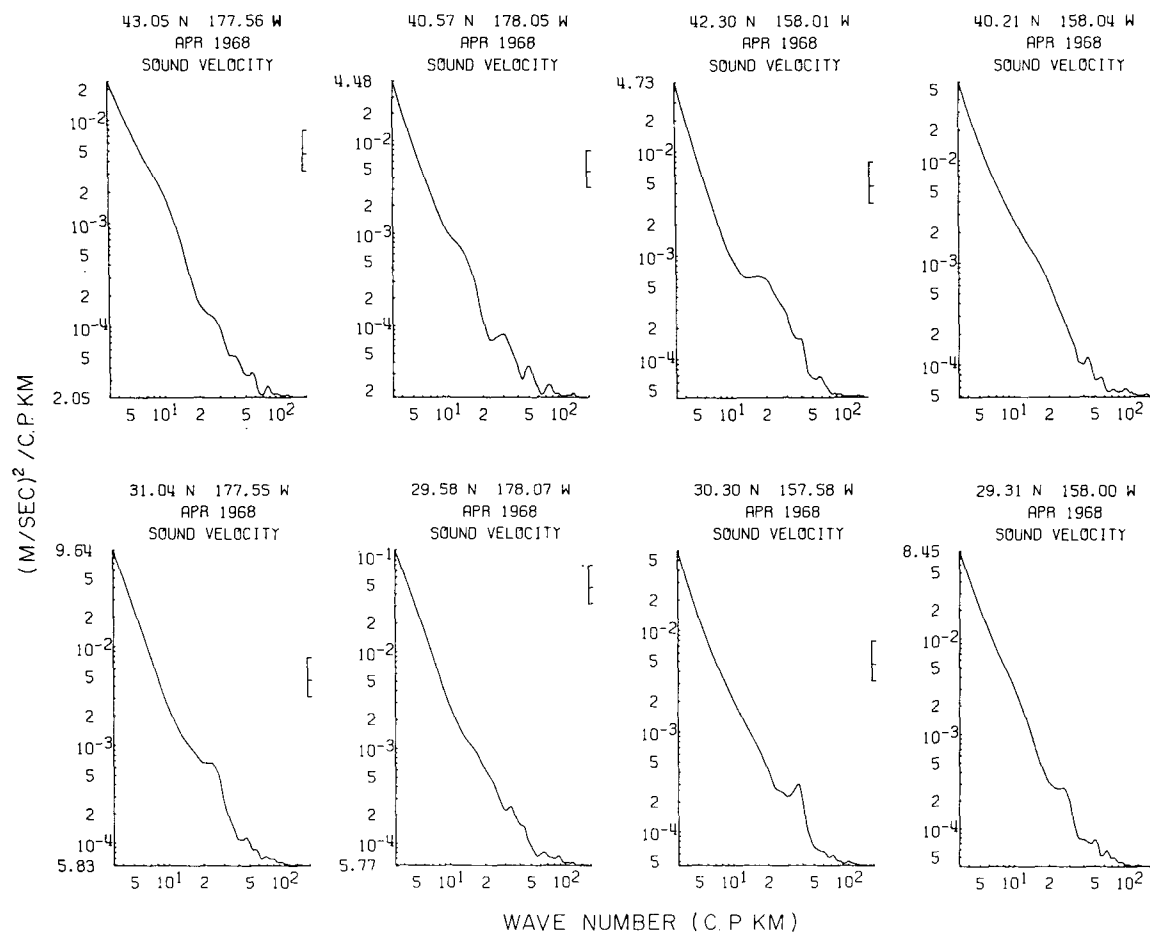 43.05 N 177.56 W
APR 1968
SOUND VELOCITY
40.57 N 178.05 W
APR 1968
SOUND VELOCITY
42.30 N 158.01 W
APR 1968
SOUND VELOCITY
40.21 N 158.04 W
APR 1968
SOUND VELOCITY
2
10⁻²
5
2
10⁻³
5
2
10⁻⁴
5
2.05
5 10¹ 2 5 10²
4.48
2
10⁻²
5
2
10⁻³
5
2
10⁻⁴
5
2
5 10¹ 2 5 10²
4.73
2
10⁻²
5
2
10⁻³
5
2
10⁻⁴
5
5 10¹ 2 5 10²
5
2
10⁻²
5
2
10⁻³
5
2
10⁻⁴
5
5 10¹ 2 5 10²
(M/SEC)² /C.P.KM
31.04 N 177.55 W
APR 1968
SOUND VELOCITY
29.58 N 178.07 W
APR 1968
SOUND VELOCITY
30.30 N 157.58 W
APR 1968
SOUND VELOCITY
29.31 N 158.00 W
APR 1968
SOUND VELOCITY
9.64
5
2
10⁻²
5
2
10⁻³
5
2
10⁻⁴
5.83
5 10¹ 2 5 10²
10⁻¹
5
2
10⁻²
5
2
10⁻³
5
2
10⁻⁴
5.77
5 10¹ 2 5 10²
5
2
10⁻²
5
2
10⁻³
5
2
10⁻⁴
5
5 10¹ 2 5 10²
8.45
5
2
10⁻²
5
2
10⁻³
5
2
10⁻⁴
5
5 10¹ 2 5 10²
WAVE NUMBER (C.P KM)